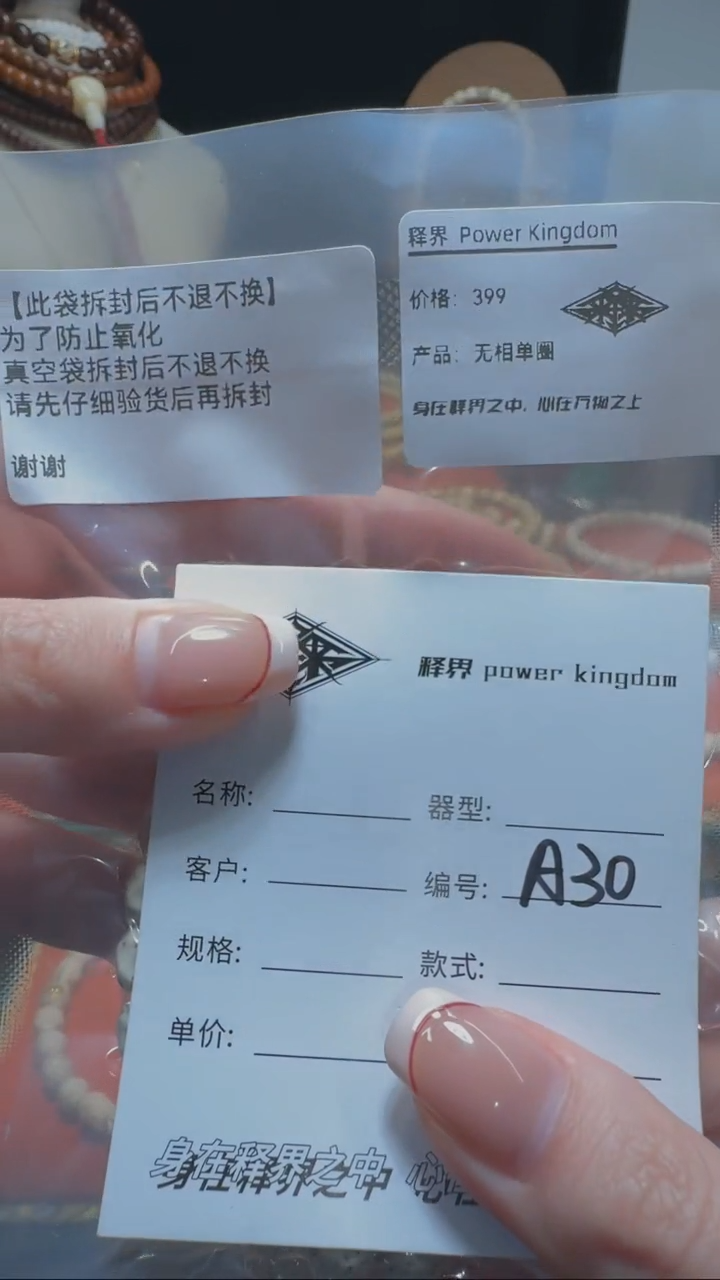 【此袋拆封后不退不换】
为了防止氧化
真空袋拆封后不退不换
请先仔细验货后再拆封
谢谢
释界 Power Kingdom
价格：399
产品：无相单圈
身在释界之中，心在万物之上
释界 power kingdom
名称:
器型:
客户:
编号: A30
规格:
款式:
单价:
身在释界之中 心在